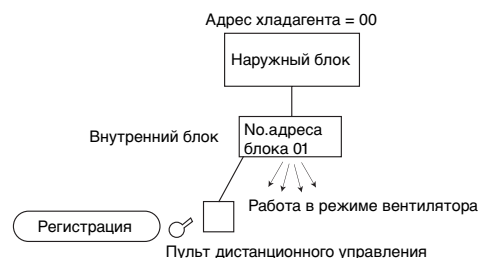 Адрес хладагента = 00
Наружный блок
Внутренний блок
No.адреса
блока 01
Работа в режиме вентилятора
Регистрация
Пульт дистанционного управления